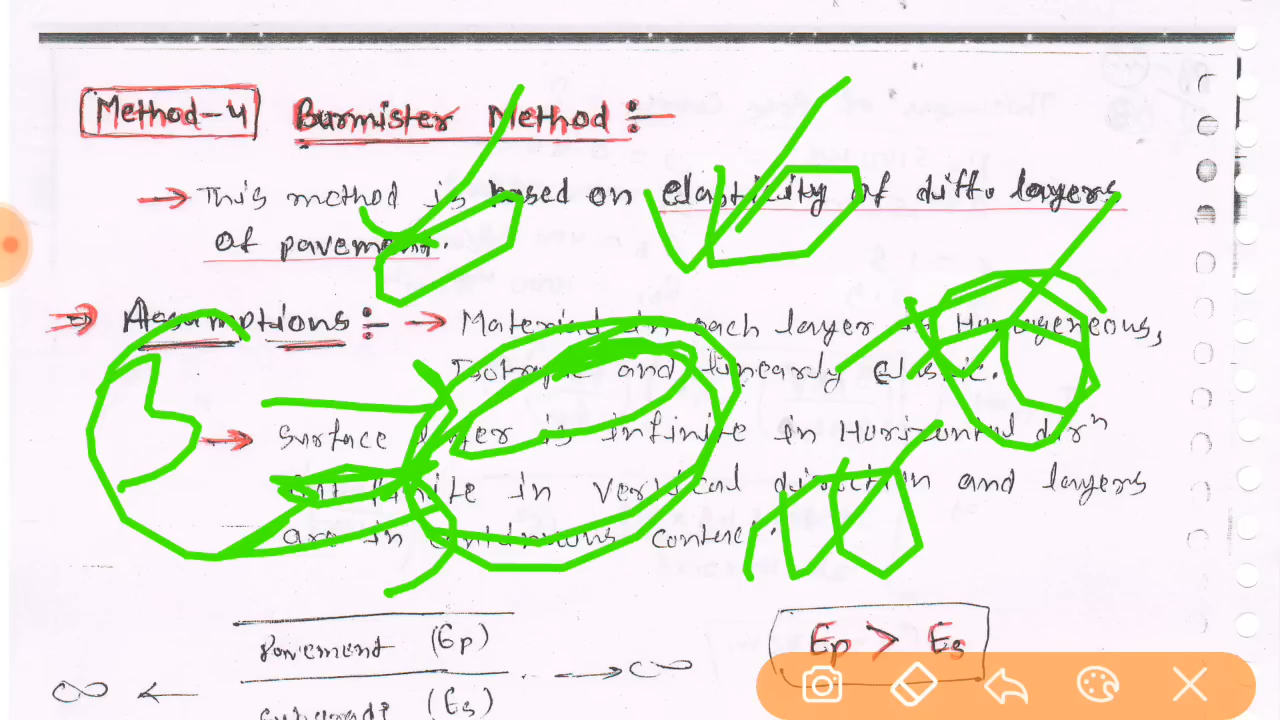 Method-4 Burmister Method :-
→ This method is based on elasticity of diffn layers
of pavement.
⇒ Assumptions :- → Material in each layer is Homogeneous,
Isotropic and linearly elastic.
→ Surface layer is infinite in Horizontal dirⁿ
but finite in vertical direction and layers
are in continuous contact.
Pavement (Ep)
Ep > Es
∞ ← → ∞
subgrade (Es)